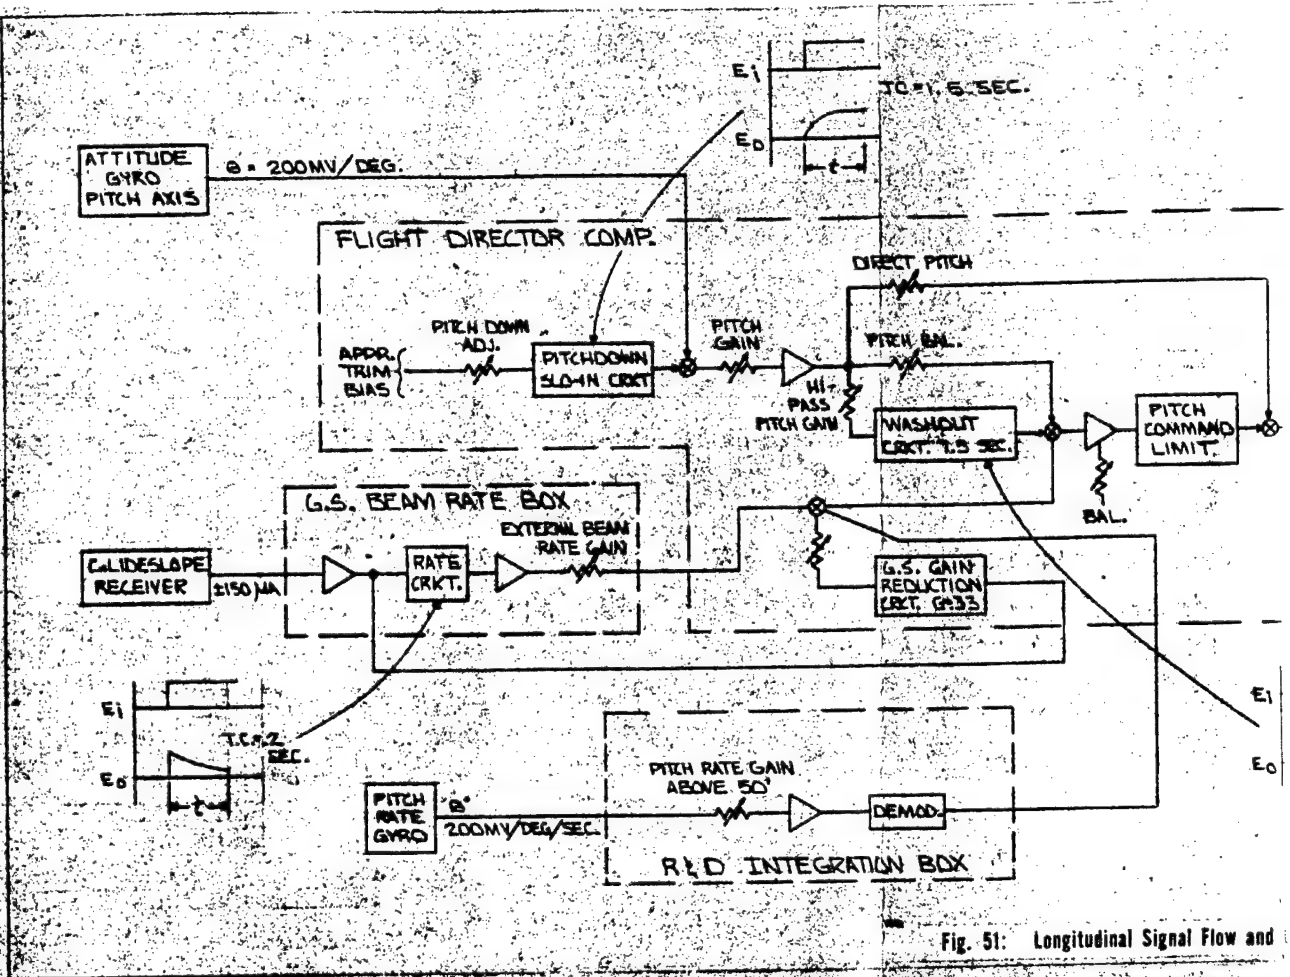 Ei
TC = 1.5 SEC.
Eo
t
ATTITUDE
GYRO
PITCH AXIS
θ = 200MV/DEG.
FLIGHT DIRECTOR COMP.
DIRECT PITCH
PITCH DOWN
ADJ.
APPR.
TRIM
BIAS
PITCHDOWN
SLO-IN CRKT
PITCH
GAIN
PITCH BAL.
HI-
PASS
PITCH GAIN
WASHOUT
CRKT. 7.5 SEC.
PITCH
COMMAND
LIMIT.
BAL.
G.S. BEAM RATE BOX
EXTERNAL BEAM
RATE GAIN
GLIDESLOPE
RECEIVER
±150 μA
RATE
CRKT.
G.S. GAIN
REDUCTION
CRKT. G=.33
Ei
T.C. = .2
SEC.
Eo
t
Ei
Eo
PITCH
RATE
GYRO
200MV/DEG/SEC.
PITCH RATE GAIN
ABOVE 50'
DEMOD.
R & D INTEGRATION BOX
Fig. 51: Longitudinal Signal Flow and